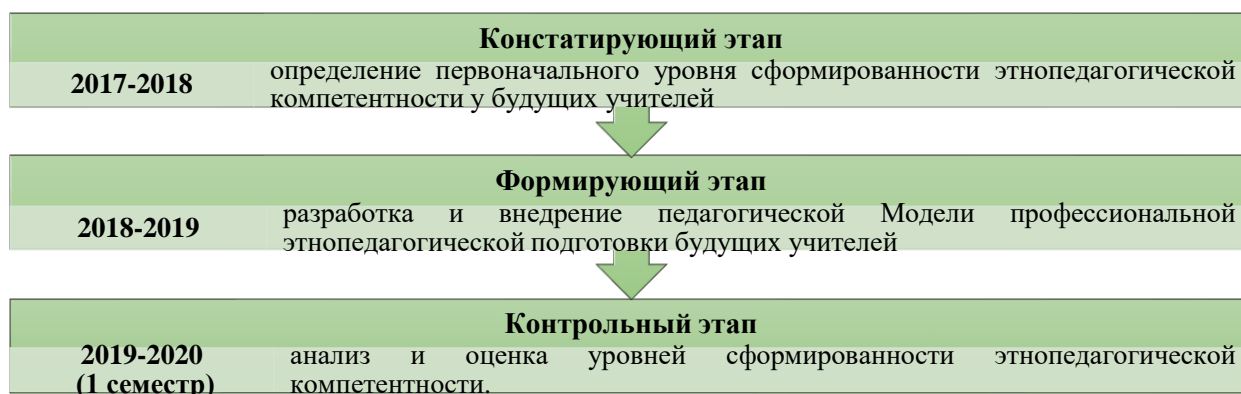 Констатирующий этап
2017-2018
определение первоначального уровня сформированности этнопедагогической
компетентности у будущих учителей
Формирующий этап
2018-2019
разработка и внедрение педагогической Модели профессиональной
этнопедагогической подготовки будущих учителей
Контрольный этап
2019-2020
(1 семестр)
анализ и оценка уровней сформированности этнопедагогической
компетентности.